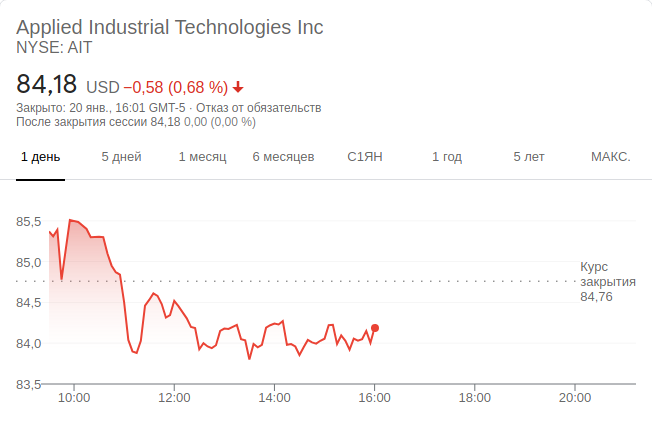 Applied Industrial Technologies Inc
NYSE: AIT
84,18 USD −0,58 (0,68 %)
Закрыто: 20 янв., 16:01 GMT-5 · Отказ от обязательств
После закрытия сессии 84,18 0,00 (0,00 %)
1 день 5 дней 1 месяц 6 месяцев С1ЯН 1 год 5 лет МАКС.
85,5
85,0
84,5
84,0
83,5
Курс
закрытия
84,76
10:00 12:00 14:00 16:00 18:00 20:00